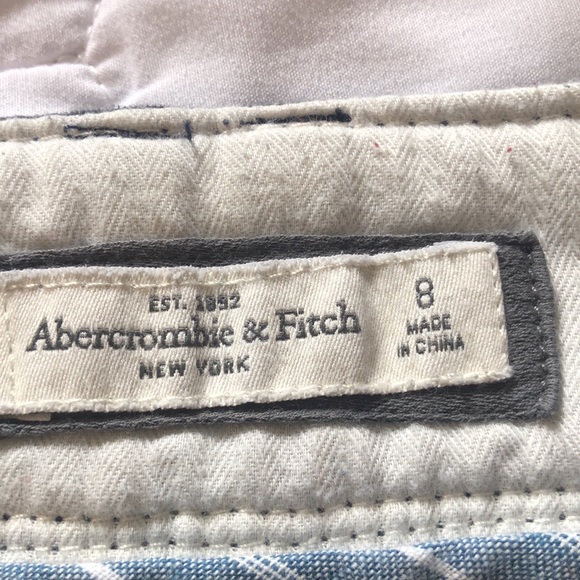 EST. 1892
Abercrombie & Fitch
NEW YORK
8
MADE
IN CHINA